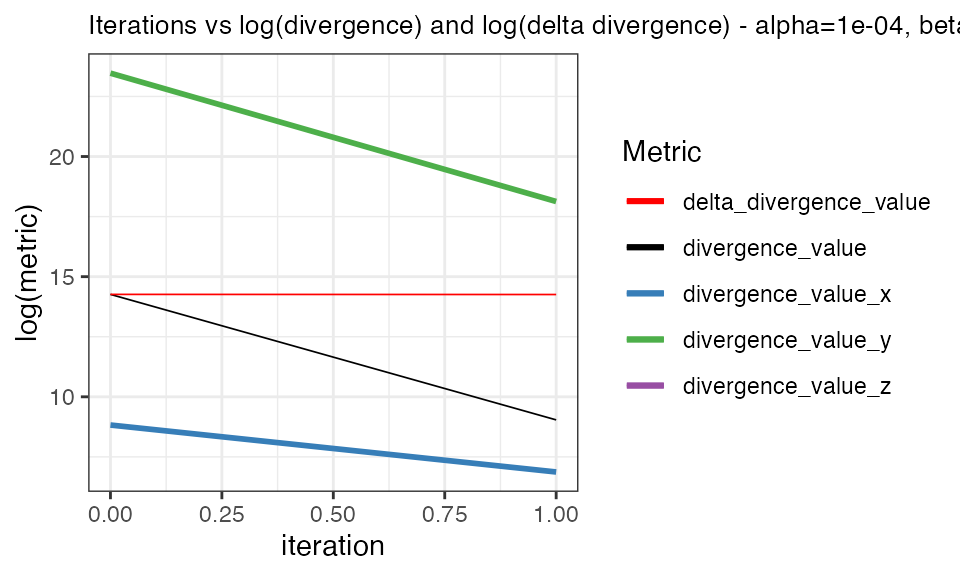 Iterations vs log(divergence) and log(delta divergence) - alpha=1e-04, beta
log(metric)
20
15
10
0.00 0.25 0.50 0.75 1.00
iteration
Metric
delta_divergence_value
divergence_value
divergence_value_x
divergence_value_y
divergence_value_z